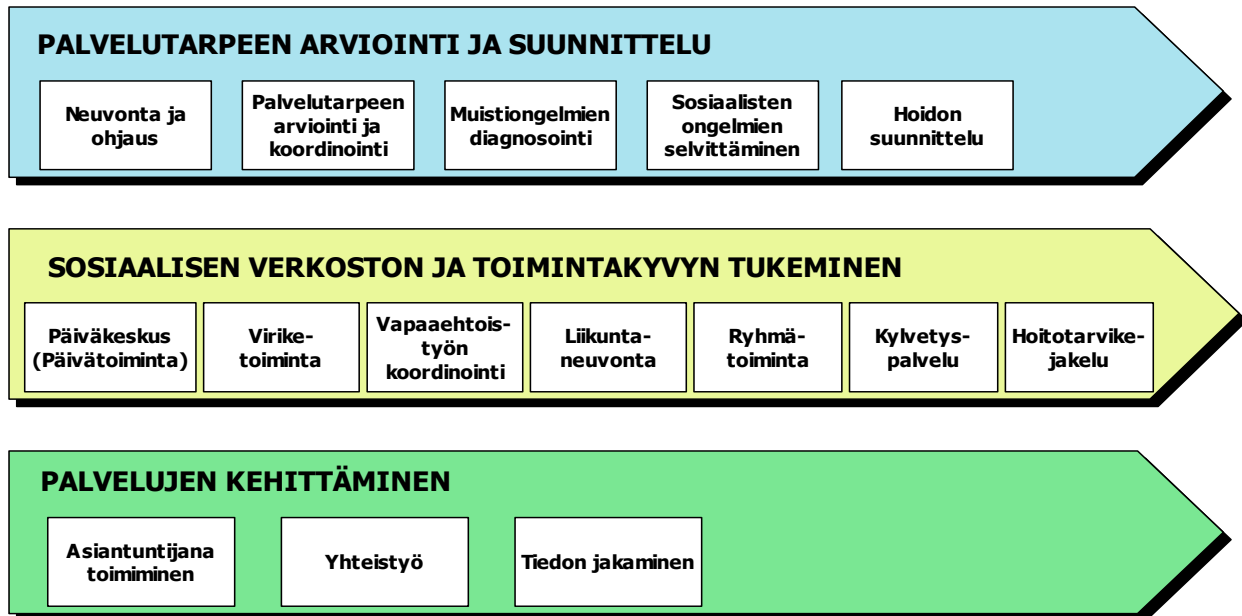 PALVELUTARPEEN ARVIOINTI JA SUUNNITTELU
Neuvonta ja
ohjaus
Palvelutarpeen
arviointi ja
koordinointi
Muistiongelmien
diagnosointi
Sosiaalisten
ongelmien
selvittäminen
Hoidon
suunnittelu
SOSIAALISEN VERKOSTON JA TOIMINTAKYVYN TUKEMINEN
Päiväkeskus
(Päivätoiminta)
Virike-
toiminta
Vapaaehtois-
työn
koordinointi
Liikunta-
neuvonta
Ryhmä-
toiminta
Kylvetys-
palvelu
Hoitotarvike-
jakelu
PALVELUJEN KEHITTÄMINEN
Asiantuntijana
toimiminen
Yhteistyö
Tiedon jakaminen